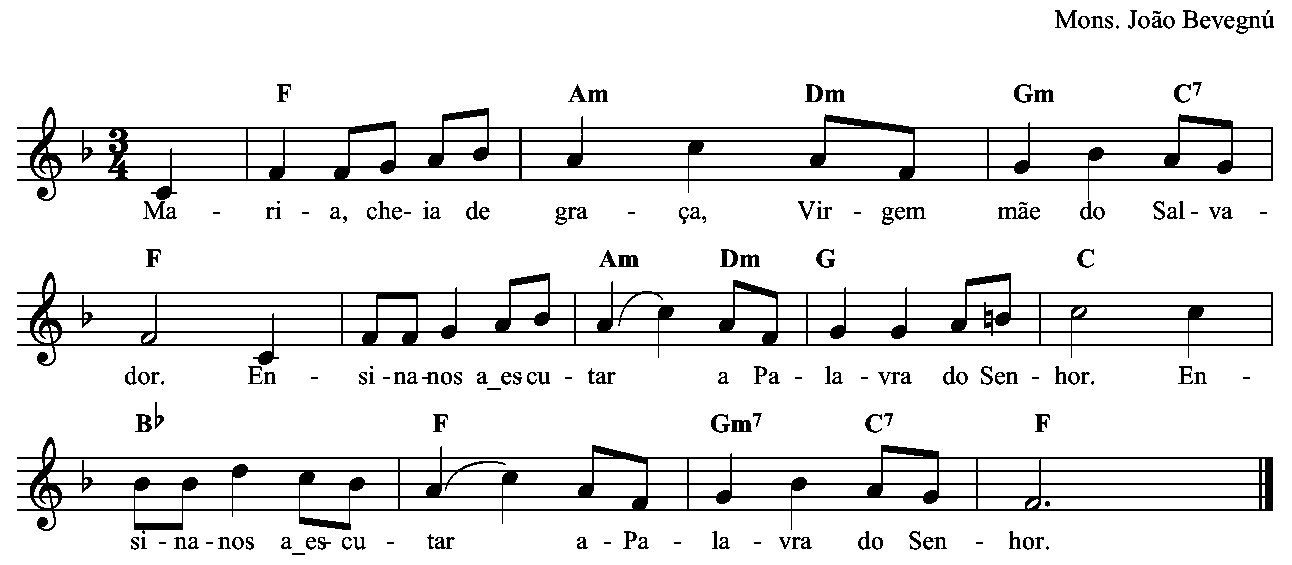 Mons. João Bevegnú
F Am Dm Gm C7
3
4
Ma - ri - a, che- ia de gra - ça, Vir - gem mãe do Sal - va -
F Am Dm G C
dor. En - si - na-nos a_es cu - tar a Pa - la - vra do Sen - hor. En -
B♭ F Gm7 C7 F
si - na - nos a_es- cu - tar a - Pa - la - vra do Sen - hor.